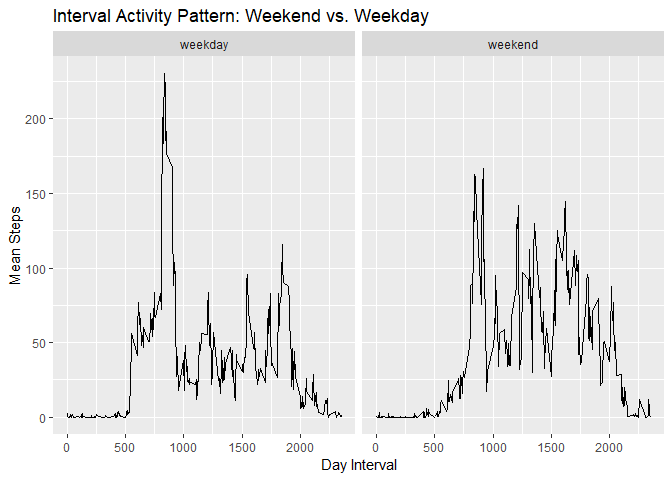 Interval Activity Pattern: Weekend vs. Weekday
weekday weekend
200
150
100
50
0
Mean Steps
0 500 1000 1500 2000 0 500 1000 1500 2000
Day Interval